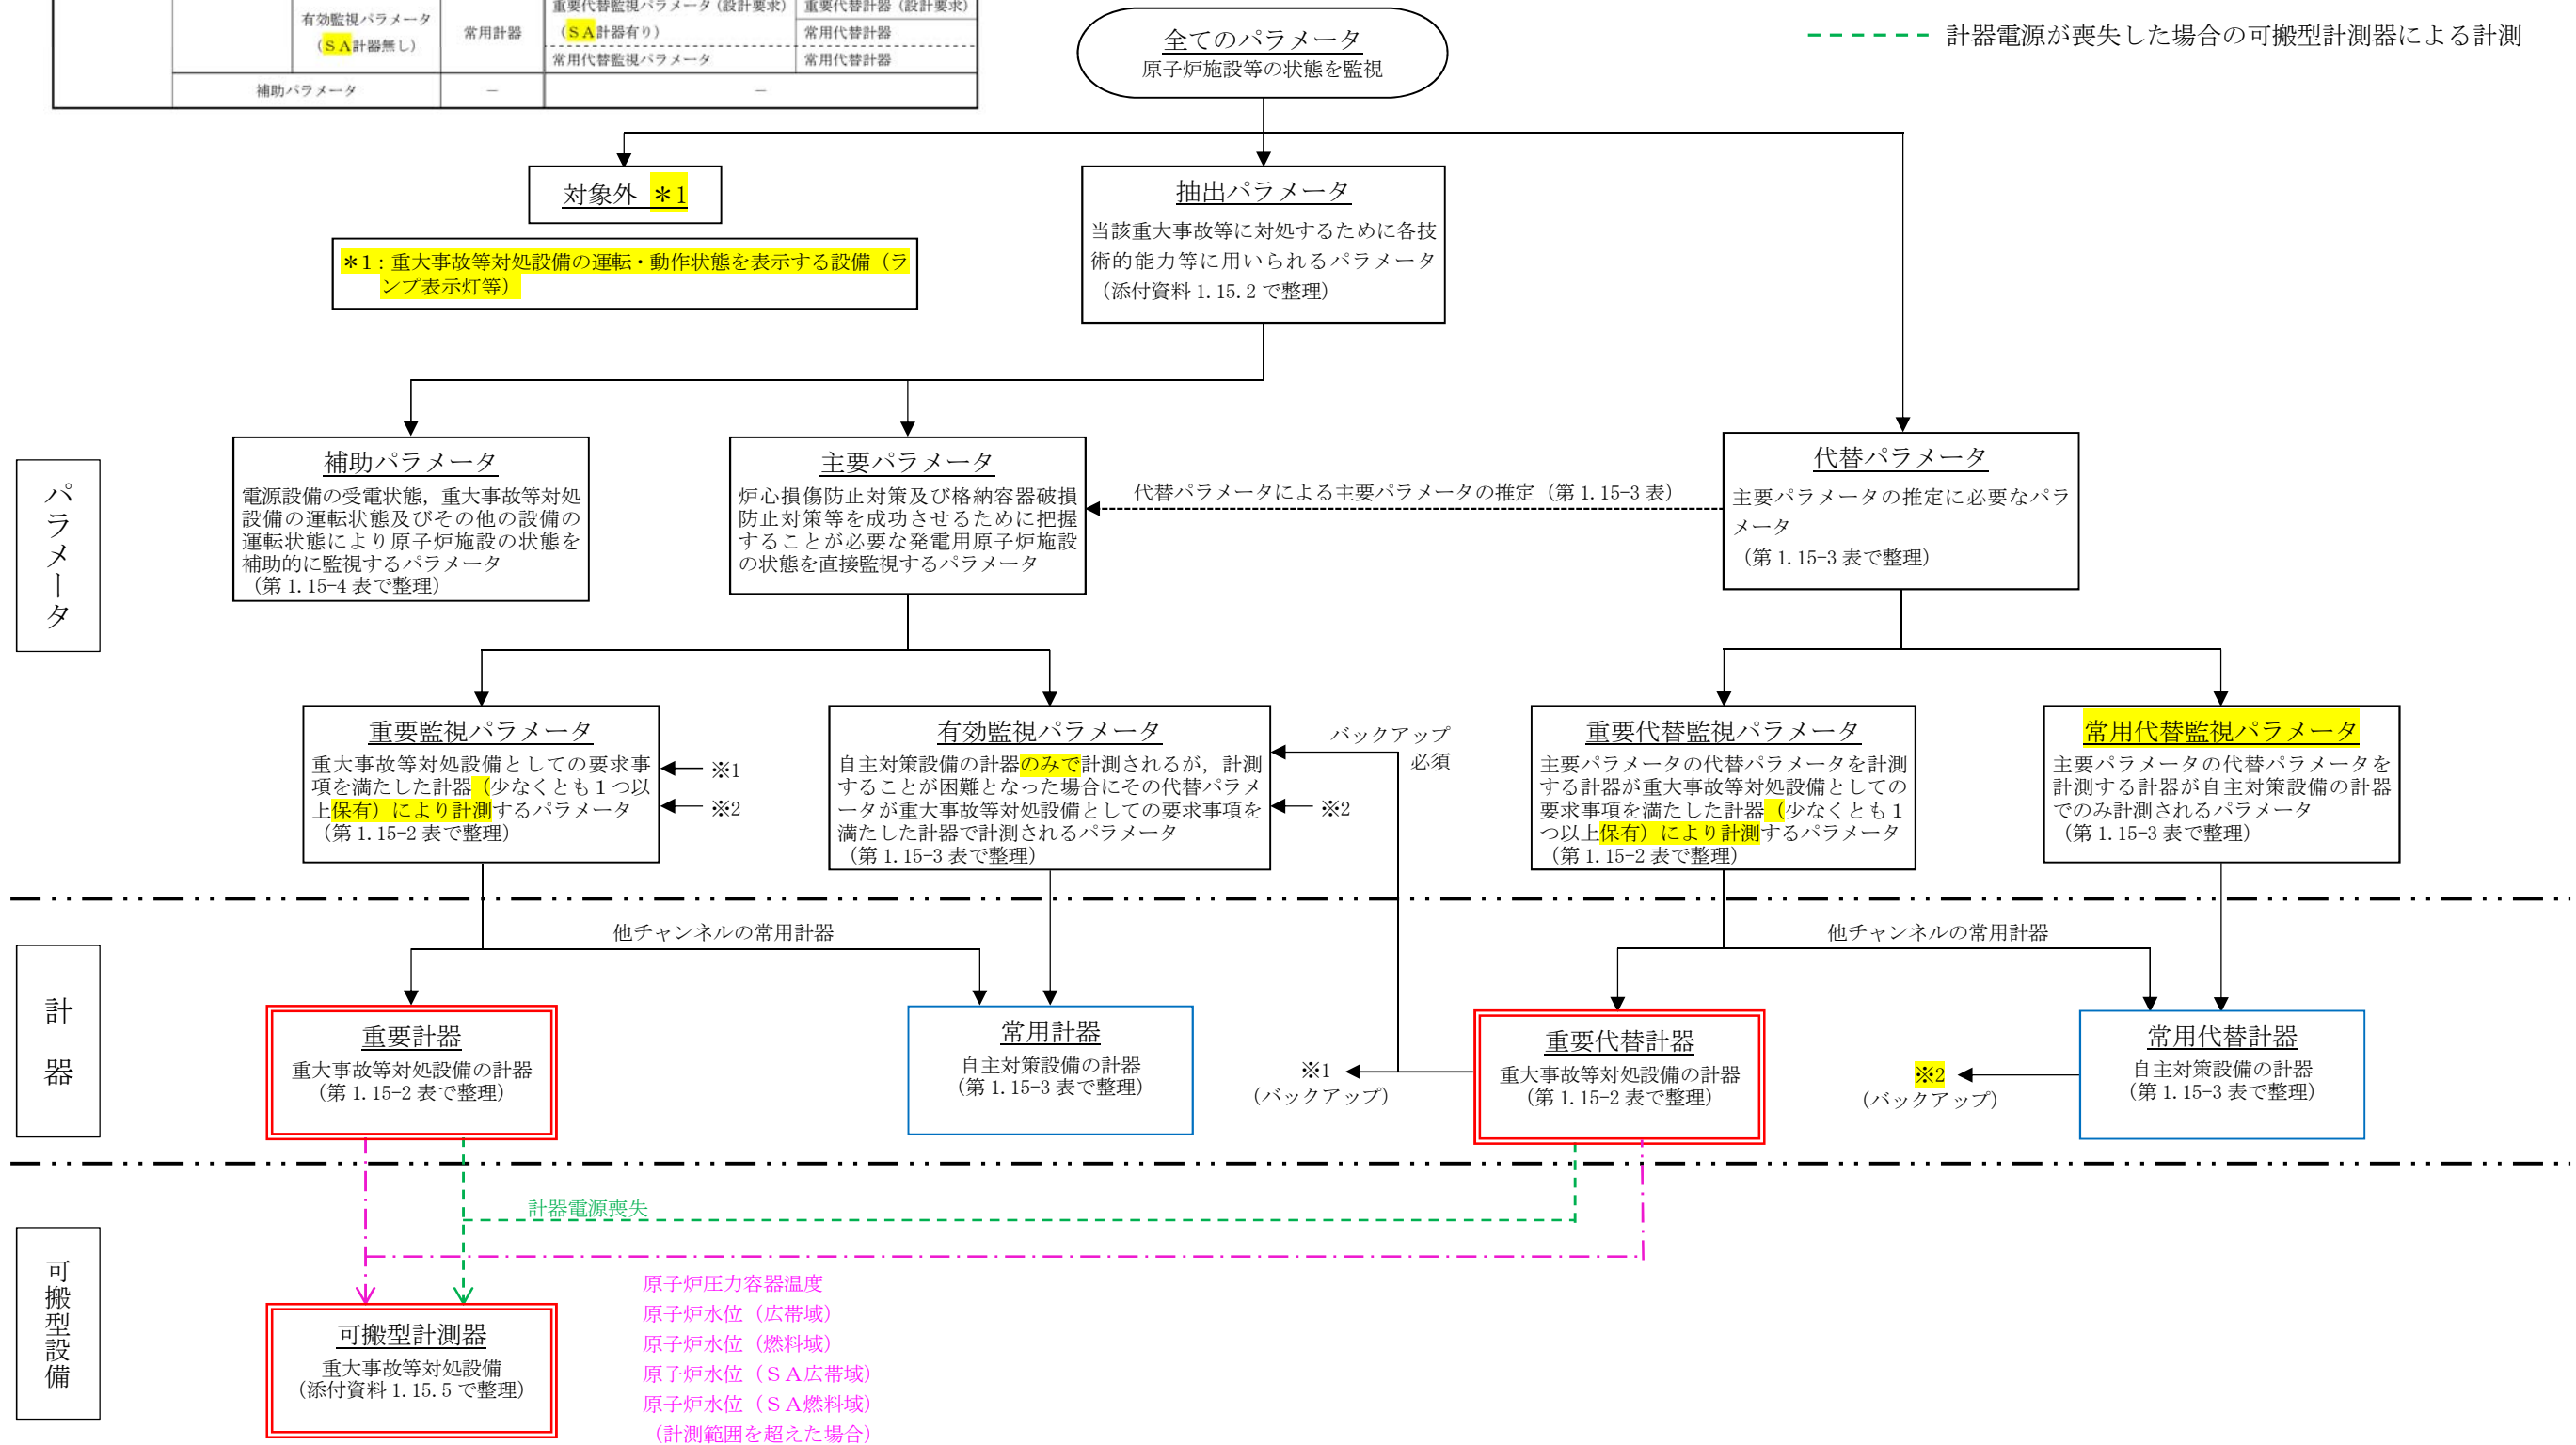 有効監視パラメータ
(ＳＡ計器無し)
常用計器
重要代替監視パラメータ(設計要求)
(ＳＡ計器有り)
常用代替監視パラメータ
重要代替計器(設計要求)
常用代替計器
常用代替計器
補助パラメータ
－
－
全てのパラメータ
原子炉施設等の状態を監視
計器電源が喪失した場合の可搬型計測器による計測
対象外 ＊1
＊1：重大事故等対処設備の運転・動作状態を表示する設備（ラ
ンプ表示灯等）
抽出パラメータ
当該重大事故等に対処するために各技
術的能力等に用いられるパラメータ
（添付資料 1.15.2 で整理）
パラメータ
補助パラメータ
電源設備の受電状態，重大事故等対処
設備の運転状態及びその他の設備の
運転状態により原子炉施設の状態を
補助的に監視するパラメータ
（第 1.15-4 表で整理）
主要パラメータ
炉心損傷防止対策及び格納容器破損
防止対策等を成功させるために把握
することが必要な発電用原子炉施設
の状態を直接監視するパラメータ
代替パラメータによる主要パラメータの推定（第 1.15-3 表）
代替パラメータ
主要パラメータの推定に必要なパラ
メータ
（第 1.15-3 表で整理）
重要監視パラメータ
重大事故等対処設備としての要求事
項を満たした計器（少なくとも１つ以
上保有）により計測するパラメータ
（第 1.15-2 表で整理）
※1
※2
有効監視パラメータ
自主対策設備の計器のみで計測されるが，計測
することが困難となった場合にその代替パラメ
ータが重大事故等対処設備としての要求事項を
満たした計器で計測されるパラメータ
（第 1.15-3 表で整理）
バックアップ
必須
※2
重要代替監視パラメータ
主要パラメータの代替パラメータを計測
する計器が重大事故等対処設備としての
要求事項を満たした計器（少なくとも１
つ以上保有）により計測するパラメータ
（第 1.15-2 表で整理）
常用代替監視パラメータ
主要パラメータの代替パラメータを
計測する計器が自主対策設備の計器
でのみ計測されるパラメータ
（第 1.15-3 表で整理）
計器
他チャンネルの常用計器
他チャンネルの常用計器
重要計器
重大事故等対処設備の計器
（第 1.15-2 表で整理）
常用計器
自主対策設備の計器
（第 1.15-3 表で整理）
※1
（バックアップ）
重要代替計器
重大事故等対処設備の計器
（第 1.15-2 表で整理）
※2
（バックアップ）
常用代替計器
自主対策設備の計器
（第 1.15-3 表で整理）
可搬型設備
計器電源喪失
可搬型計測器
重大事故等対処設備
（添付資料 1.15.5 で整理）
原子炉圧力容器温度
原子炉水位（広帯域）
原子炉水位（燃料域）
原子炉水位（ＳＡ広帯域）
原子炉水位（ＳＡ燃料域）
（計測範囲を超えた場合）